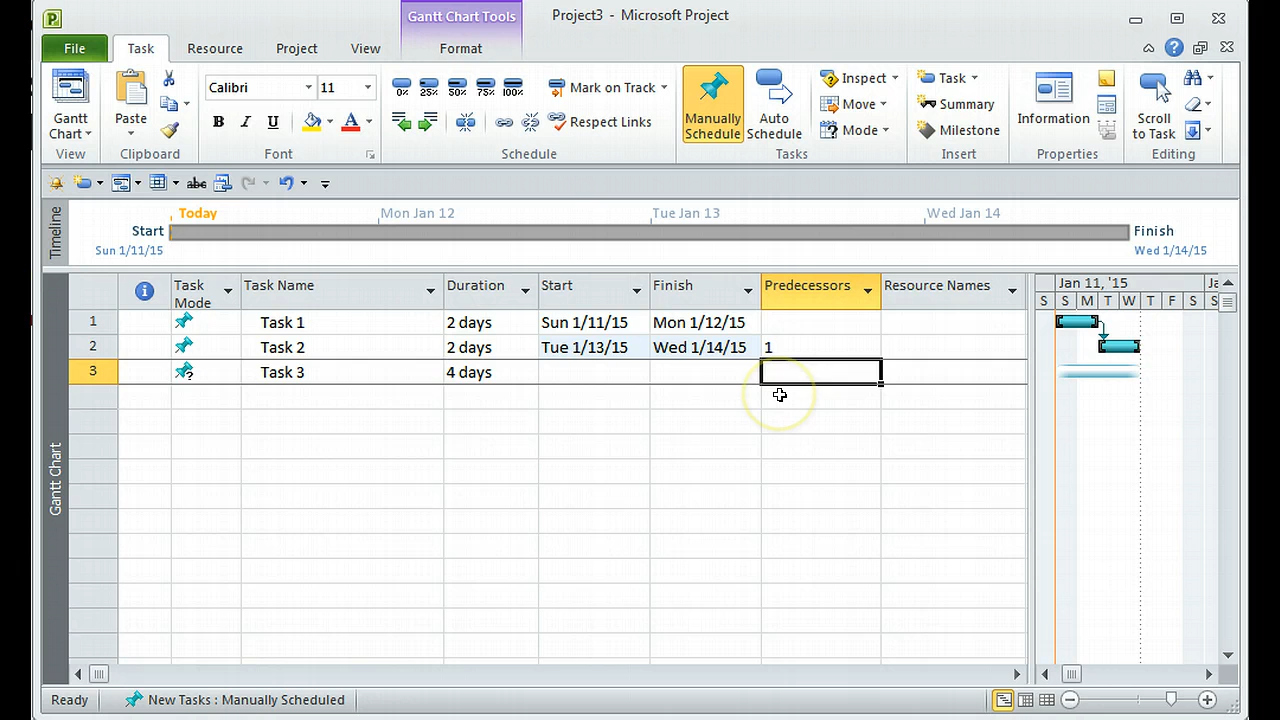 Gantt Chart Tools
Project3 - Microsoft Project
File Task Resource Project View Format
Gantt Chart
View
Paste
Clipboard
Calibri 11
B I U A
Font
0% 25% 50% 75% 100%
Mark on Track
Respect Links
Schedule
Manually Schedule
Auto Schedule
Inspect
Move
Mode
Tasks
Task
Summary
Milestone
Insert
Information
Properties
Scroll to Task
Editing
abc
Timeline
Today Mon Jan 12 Tue Jan 13 Wed Jan 14
Start Finish
Sun 1/11/15 Wed 1/14/15
Gantt Chart
Task Mode Task Name Duration Start Finish Predecessors Resource Names
Jan 11, '15 Ja
S S M T W T F S S
1 Task 1 2 days Sun 1/11/15 Mon 1/12/15
2 Task 2 2 days Tue 1/13/15 Wed 1/14/15 1
3 Task 3 4 days
Ready New Tasks : Manually Scheduled